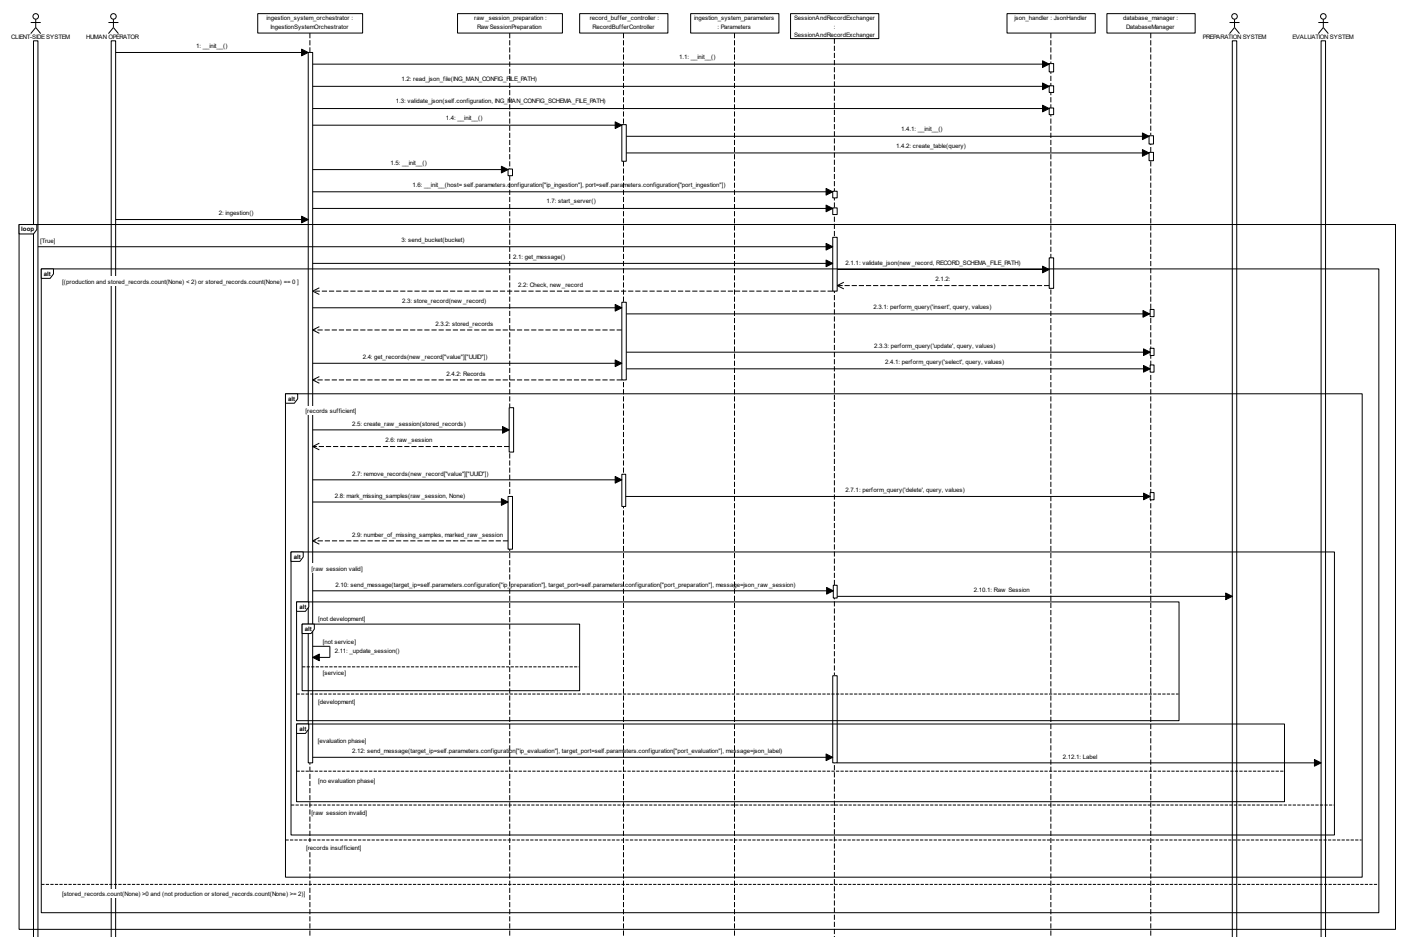 ingestion_system_orchestrator :
IngestionSystemOrchestrator
raw_session_preparation :
RawSessionPreparation
record_buffer_controller :
RecordBufferController
ingestion_system_parameters
: Parameters
SessionAndRecordExchanger
:
SessionAndRecordExchanger
json_handler : JsonHandler
database_manager :
DatabaseManager
CLIENT-SIDE SYSTEM
HUMAN OPERATOR
PREPARATION SYSTEM
EVALUATION SYSTEM
1: __init__()
1.1: __init__()
1.2: read_json_file(ING_MAN_CONFIG_FILE_PATH)
1.3: validate_json(self.configuration, ING_MAN_CONFIG_SCHEMA_FILE_PATH)
1.4: __init__()
1.4.1: __init__()
1.4.2: create_table(query)
1.5: __init__()
1.6: __init__(host= self.parameters.configuration["ip_ingestion"], port=self.parameters.configuration["port_ingestion"])
1.7: start_server()
2: ingestion()
loop
[True]
3: send_bucket(bucket)
2.1: get_message()
2.1.1: validate_json(new_record, RECORD_SCHEMA_FILE_PATH)
alt
[(production and stored_records.count(None) < 2) or stored_records.count(None) == 0 ]
2.1.2:
2.2: Check, new_record
2.3: store_record(new_record)
2.3.1: perform_query('insert', query, values)
2.3.2: stored_records
2.3.3: perform_query('update', query, values)
2.4: get_records(new_record["value"]["UUID"])
2.4.1: perform_query('select', query, values)
2.4.2: Records
alt
[records sufficient]
2.5: create_raw_session(stored_records)
2.6: raw_session
2.7: remove_records(new_record["value"]["UUID"])
2.7.1: perform_query('delete', query, values)
2.8: mark_missing_samples(raw_session, None)
2.9: number_of_missing_samples, marked_raw_session
alt
[raw session valid]
2.10: send_message(target_ip=self.parameters.configuration["ip_preparation"], target_port=self.parameters.configuration["port_preparation"], message=json_raw_session)
2.10.1: Raw Session
alt
[not development]
alt
[not service]
2.11: _update_session()
[service]
[development]
alt
[evaluation phase]
2.12: send_message(target_ip=self.parameters.configuration["ip_evaluation"], target_port=self.parameters.configuration["port_evaluation"], message=json_label)
2.12.1: Label
[no evaluation phase]
[raw session invalid]
[records insufficient]
[stored_records.count(None) >0 and (not production or stored_records.count(None) >= 2)]